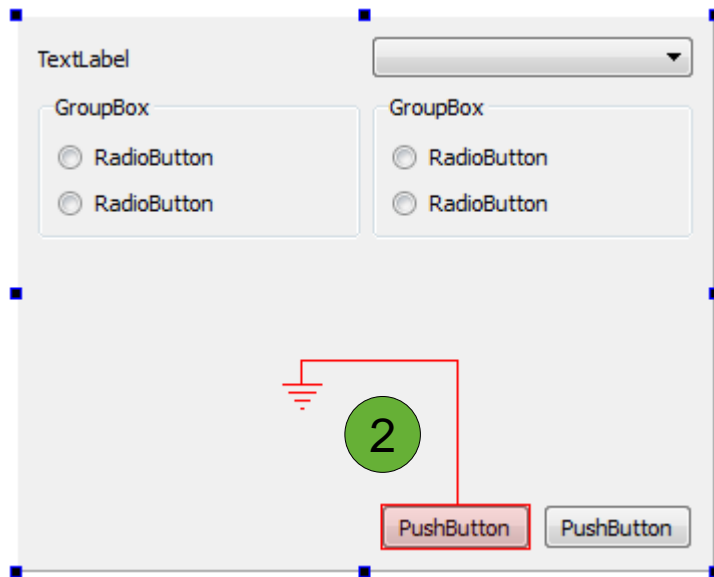 TextLabel
GroupBox
GroupBox
RadioButton
RadioButton
RadioButton
RadioButton
2
PushButton
PushButton